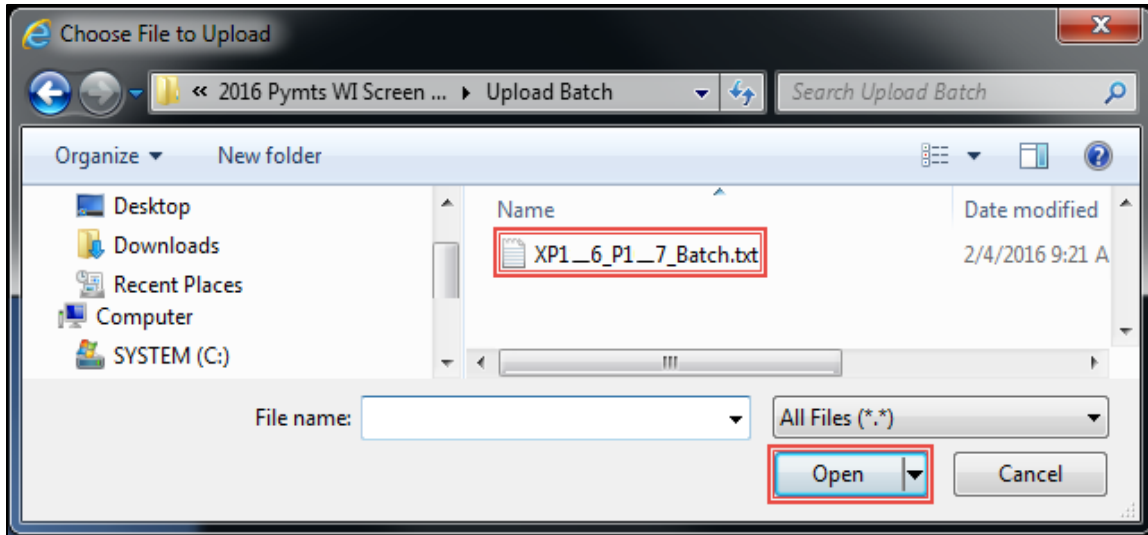 Choose File to Upload
« 2016 Pymts WI Screen ... Upload Batch Search Upload Batch
Organize New folder
Desktop Name Date modified
Downloads XP1_6_P1_7_Batch.txt 2/4/2016 9:21 A
Recent Places
Computer
SYSTEM (C:)
File name: All Files (*.*)
Open Cancel